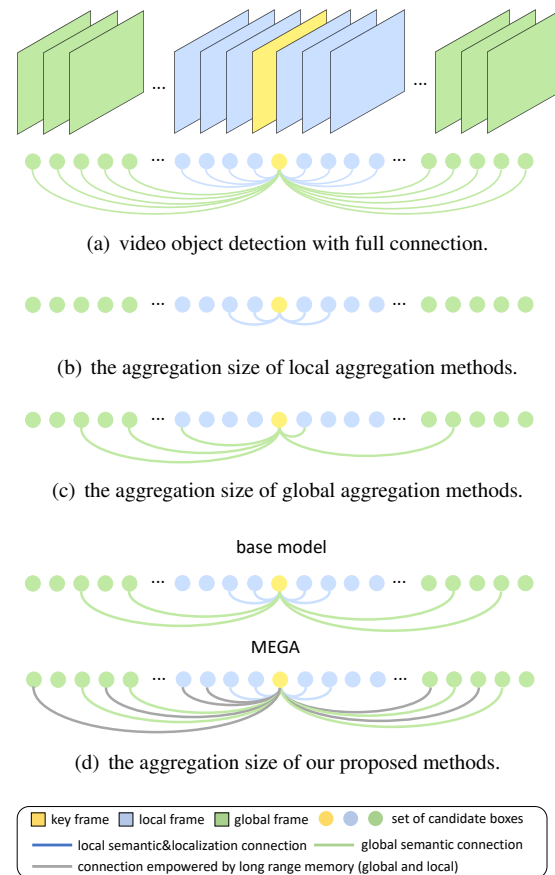 ... ...
... ...
(a) video object detection with full connection.
... ...
(b) the aggregation size of local aggregation methods.
... ...
(c) the aggregation size of global aggregation methods.
base model
... ...
MEGA
... ...
(d) the aggregation size of our proposed methods.
key frame local frame global frame set of candidate boxes
local semantic&localization connection global semantic connection
connection empowered by long range memory (global and local)